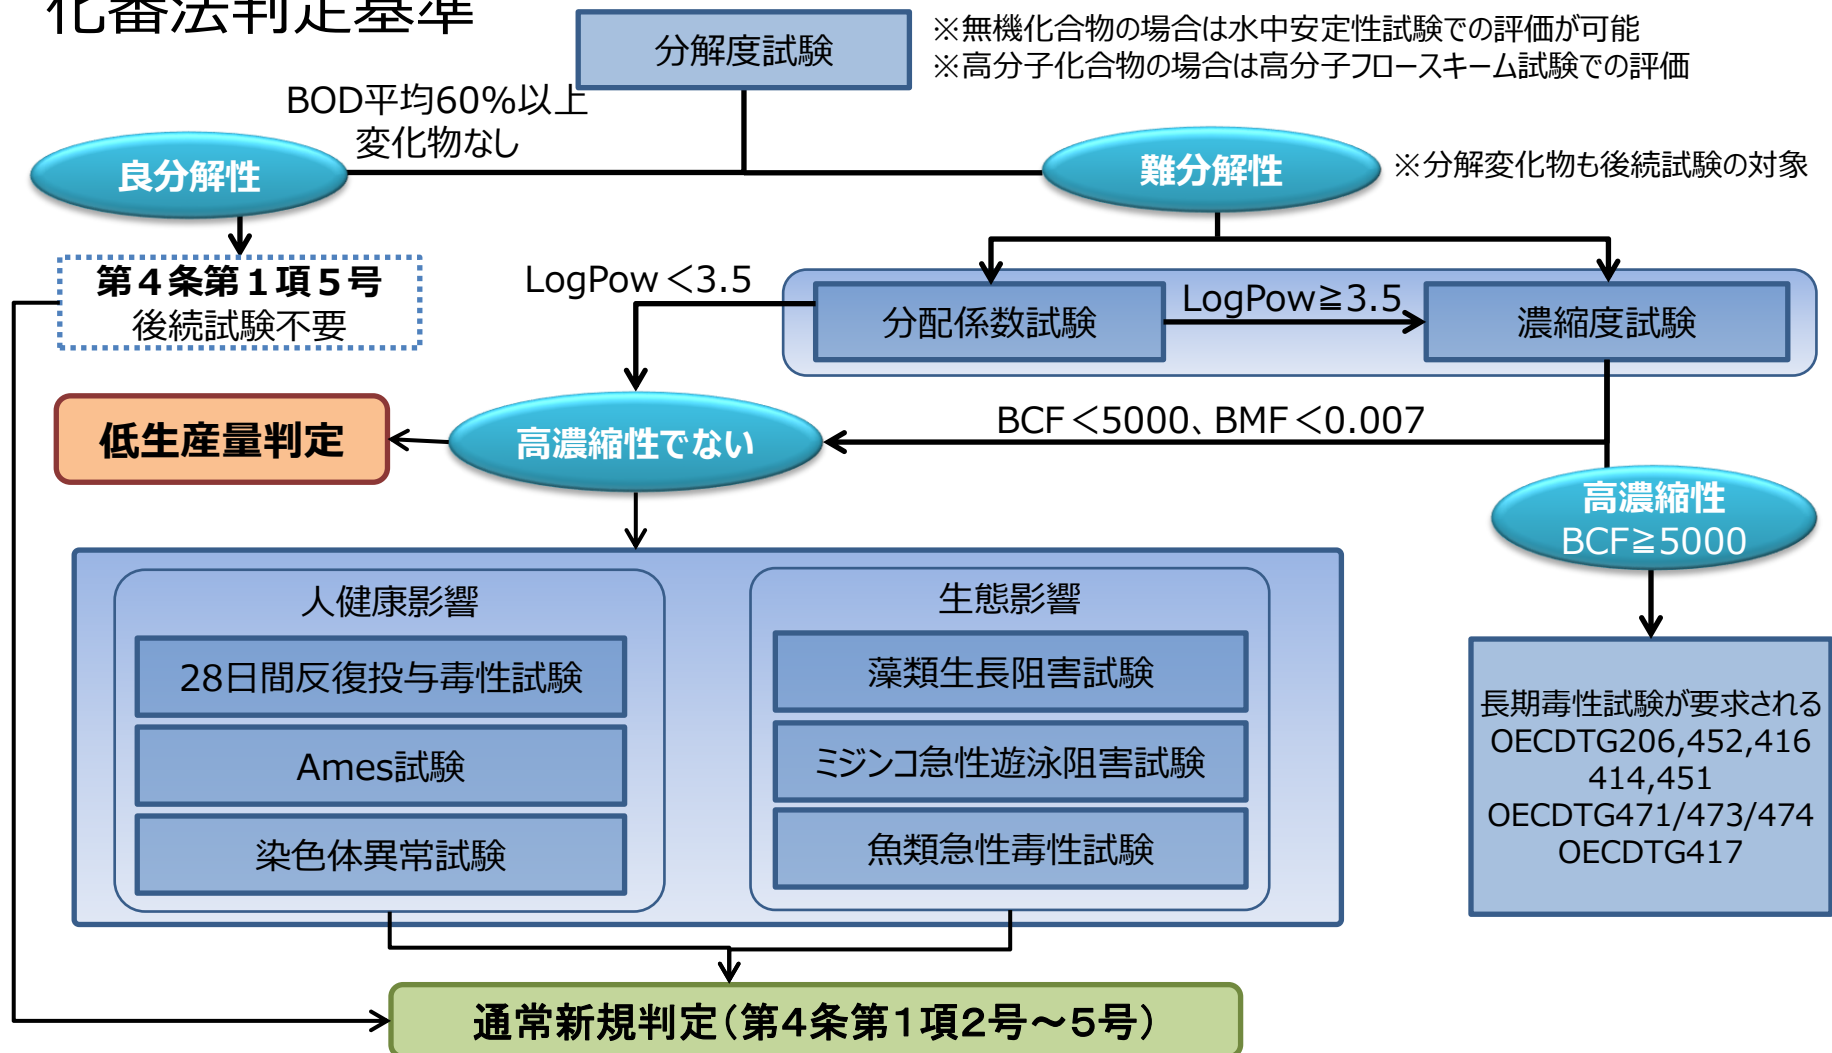 化審法判定基準
分解度試験
※無機化合物の場合は水中安定性試験での評価が可能
※高分子化合物の場合は高分子フロースキーム試験での評価
BOD平均60%以上
変化物なし
良分解性
難分解性
※分解変化物も後続試験の対象
第４条第１項５号
後続試験不要
LogPow＜3.5
分配係数試験
LogPow≧3.5
濃縮度試験
低生産量判定
高濃縮性でない
BCF＜5000、BMF＜0.007
高濃縮性
BCF≧5000
人健康影響
28日間反復投与毒性試験
Ames試験
染色体異常試験
生態影響
藻類生長阻害試験
ミジンコ急性遊泳阻害試験
魚類急性毒性試験
長期毒性試験が要求される
OECDTG206,452,416
414,451
OECDTG471/473/474
OECDTG417
通常新規判定（第４条第１項２号～５号）